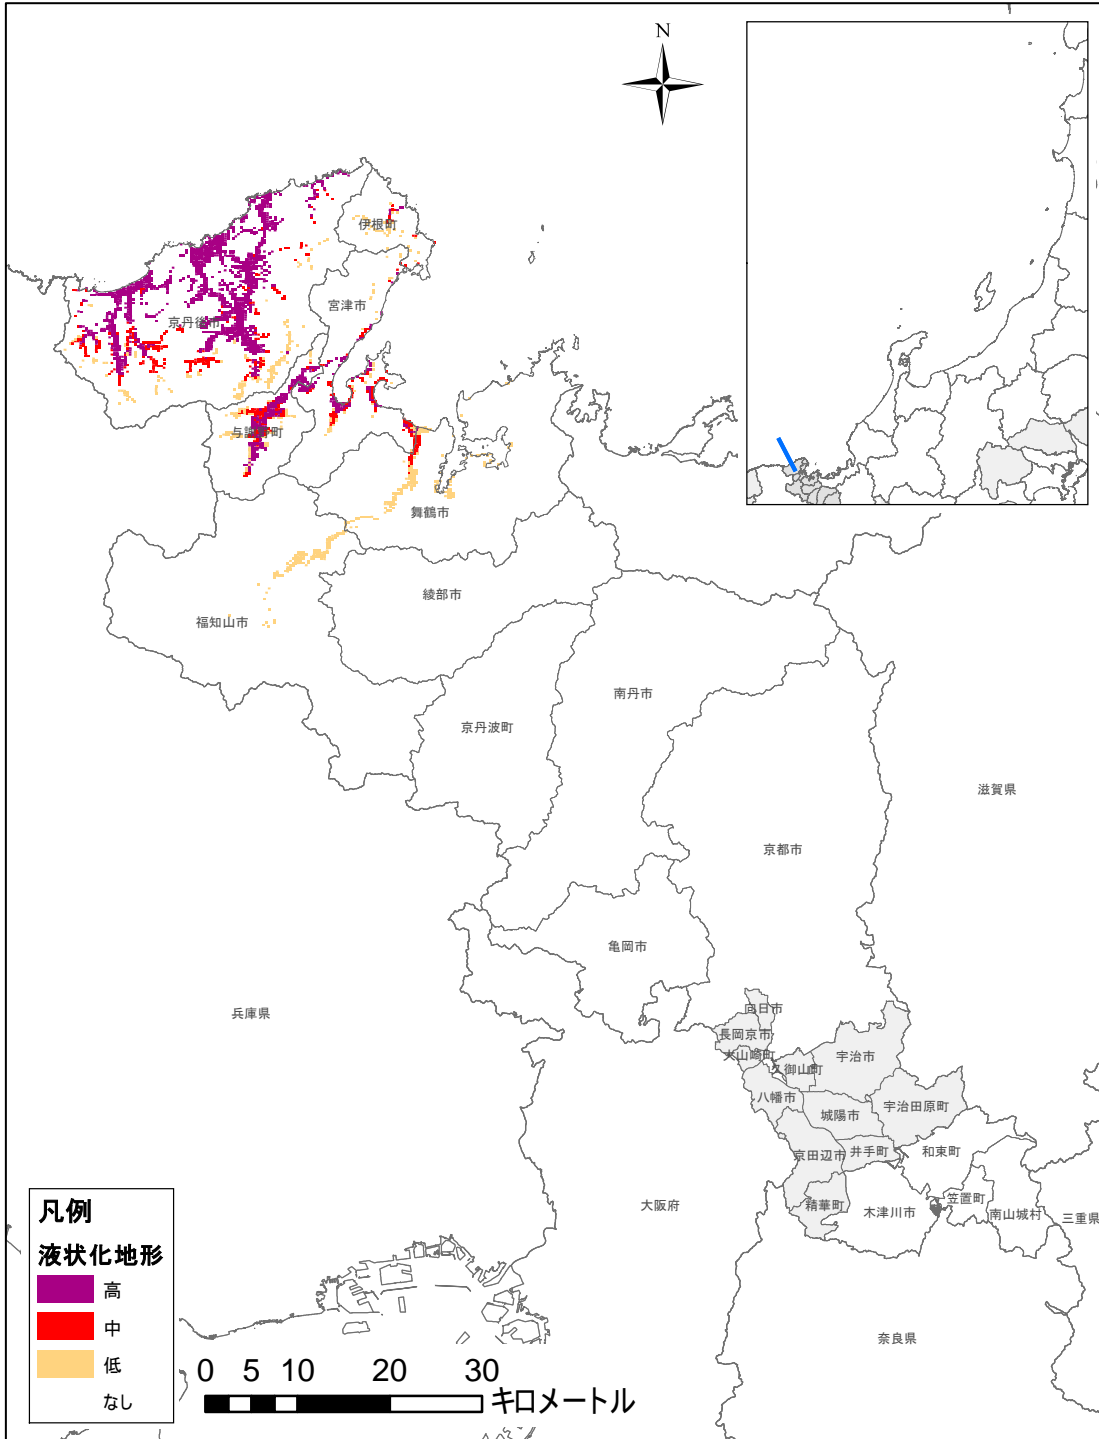 N
伊根町
宮津市
京丹後市
与謝野町
舞鶴市
綾部市
福知山市
南丹市
京丹波町
滋賀県
京都市
亀岡市
兵庫県
向日市
長岡京市
大山崎町
久御山町
宇治市
八幡市
城陽市
宇治田原町
京田辺市
井手町
和束町
精華町
木津川市
笠置町
南山城村
三重県
大阪府
奈良県
凡例
液状化地形
高
中
低
なし
0 5 10 20 30
キロメートル